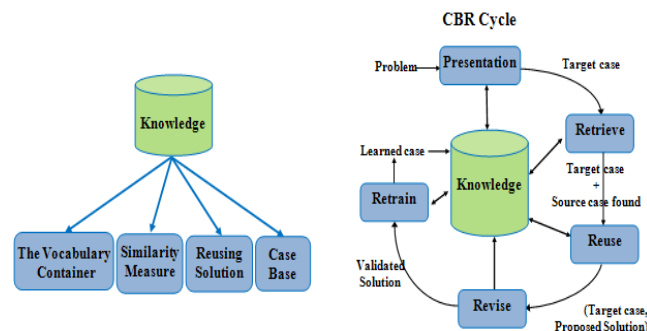 CBR Cycle
Knowledge
The Vocabulary
Container
Similarity
Measure
Reusing
Solution
Case
Base
Problem
Presentation
Target case
Retrieve
Target case
+
Source case found
Reuse
(Target case,
Proposed Solution)
Revise
Validated
Solution
Retrain
Learned case
Knowledge